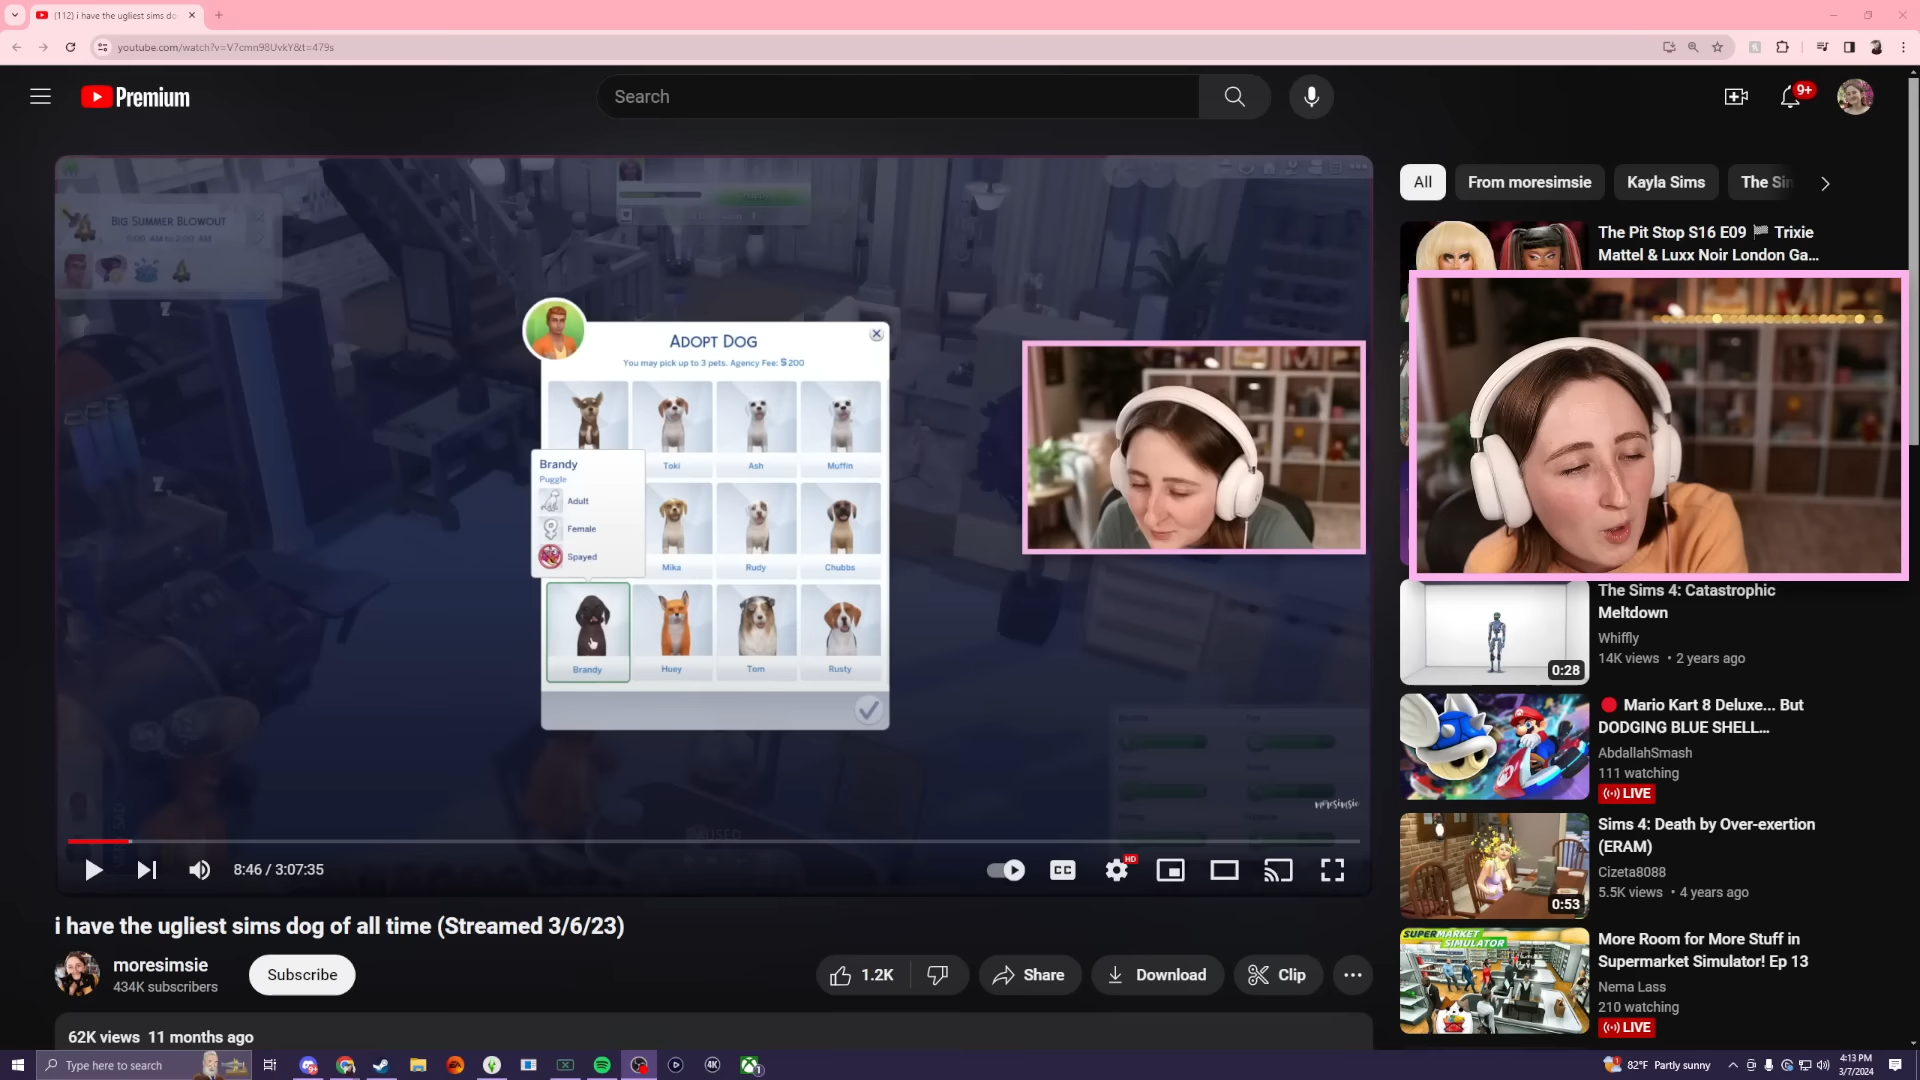 (112) i have the ugliest sims do
youtube.com/watch?v=V7cmn98UvkY&t=479s
Premium
Search
9+
BIG SUMMER BLOWOUT
ADOPT DOG
You may pick up to 3 pets. Agency Fee: $200
Toki
Ash
Muffin
Brandy
Puggle
Adult
Female
Spayed
Mika
Rudy
Chubbs
Brandy
Huey
Tom
Rusty
moresimsie
8:46 / 3:07:35
CC
HD
i have the ugliest sims dog of all time (Streamed 3/6/23)
moresimsie
434K subscribers
Subscribe
1.2K
Share
Download
Clip
62K views 11 months ago
All
From moresimsie
Kayla Sims
The Sin
The Pit Stop S16 E09 🏁 Trixie
Mattel & Luxx Noir London Ga...
The Sims 4: Catastrophic
Meltdown
Whiffly
14K views • 2 years ago
0:28
🔴 Mario Kart 8 Deluxe... But
DODGING BLUE SHELL...
AbdallahSmash
111 watching
LIVE
Sims 4: Death by Over-exertion
(ERAM)
Cizeta8088
5.5K views • 4 years ago
0:53
SUPERMARKET
SIMULATOR
More Room for More Stuff in
Supermarket Simulator! Ep 13
Nema Lass
210 watching
LIVE
Type here to search
4K
82°F Partly sunny
4:13 PM
3/7/2024